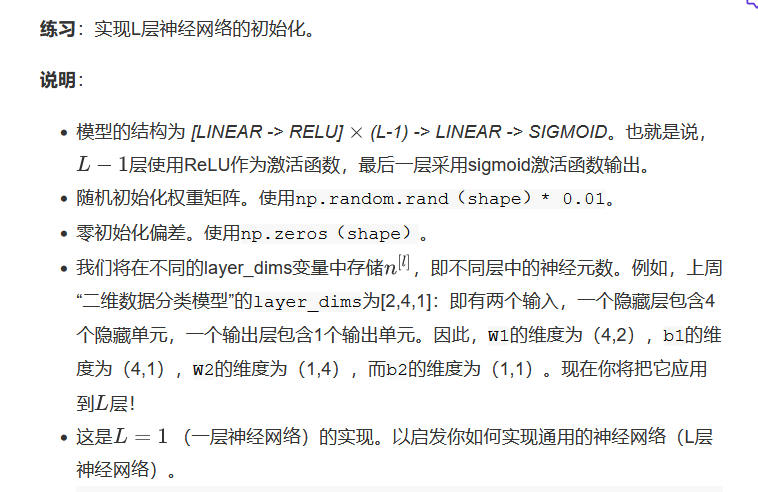 练习：实现L层神经网络的初始化。
说明：
• 模型的结构为 [LINEAR -> RELU] × (L-1) -> LINEAR -> SIGMOID。也就是说，
L − 1层使用ReLU作为激活函数，最后一层采用sigmoid激活函数输出。
• 随机初始化权重矩阵。使用np.random.rand（shape）* 0.01。
• 零初始化偏差。使用np.zeros（shape）。
• 我们将在不同的layer_dims变量中存储n^[l]，即不同层中的神经元数。例如，上周
“二维数据分类模型”的layer_dims为[2,4,1]：即有两个输入，一个隐藏层包含4
个隐藏单元，一个输出层包含1个输出单元。因此，W1的维度为（4,2），b1的维
度为（4,1），W2的维度为（1,4），而b2的维度为（1,1）。现在你将把它应用
到L层！
• 这是L = 1 （一层神经网络）的实现。以启发你如何实现通用的神经网络（L层
神经网络）。